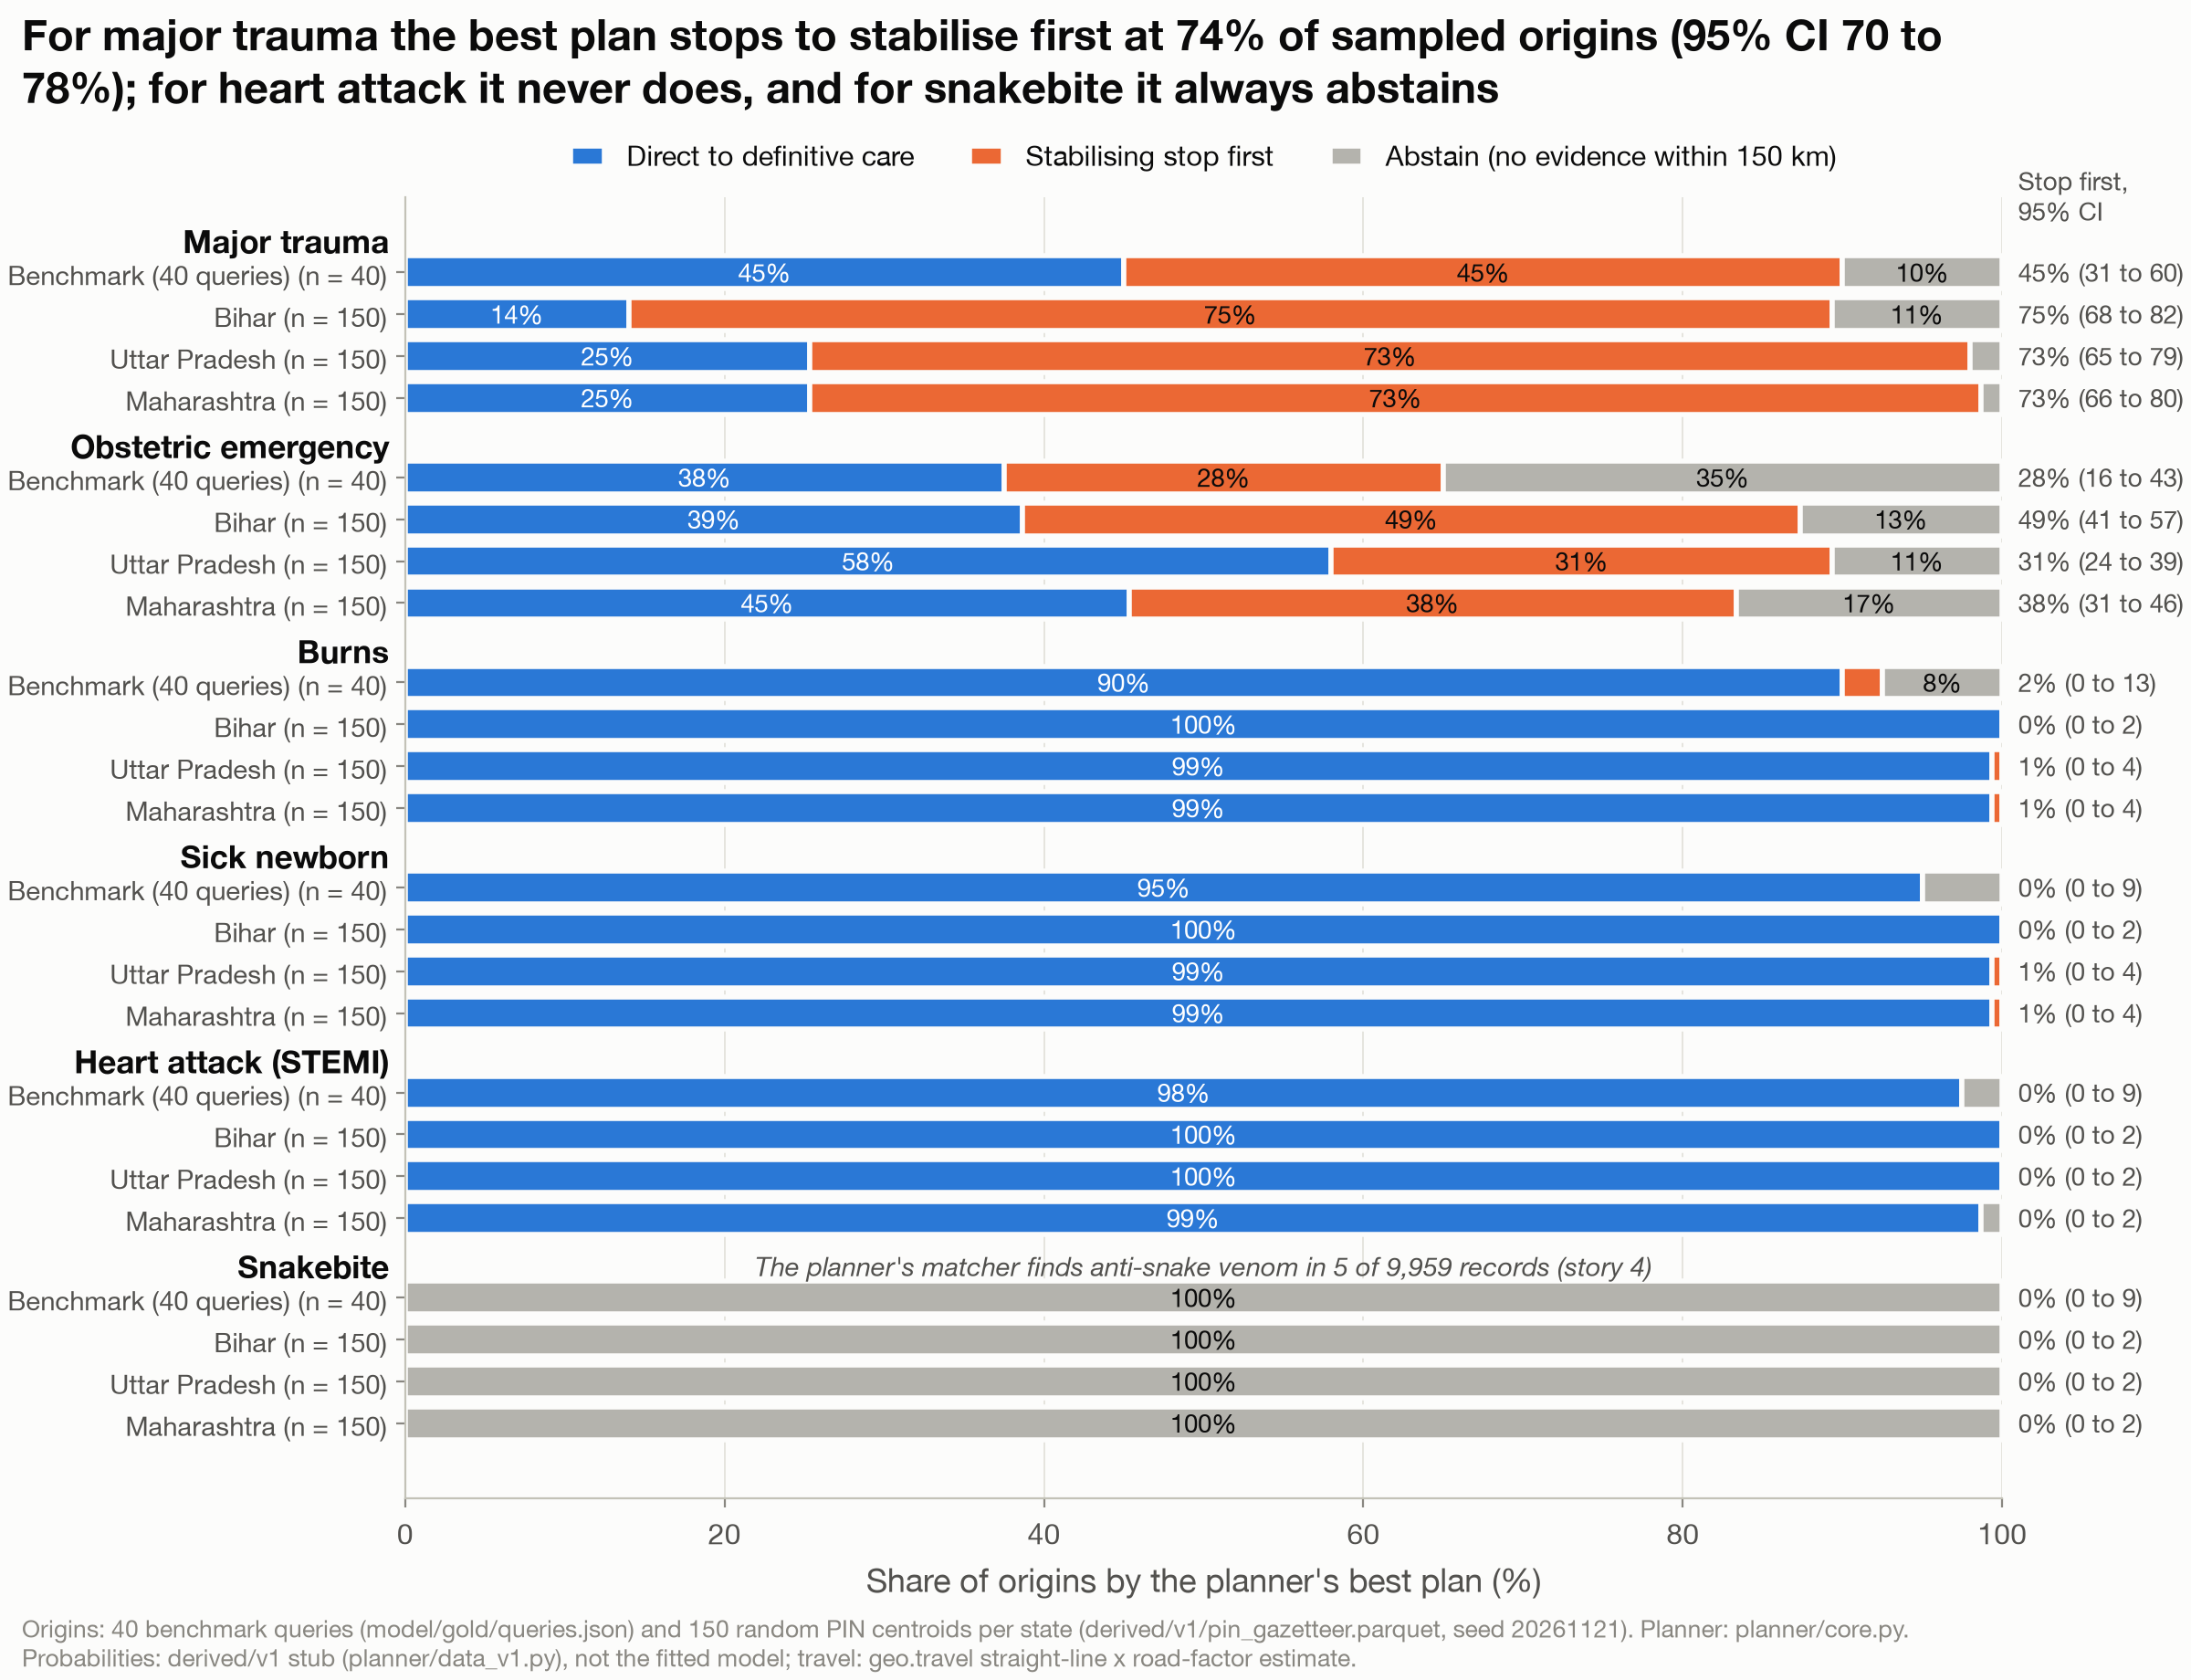 For major trauma the best plan stops to stabilise first at 74% of sampled origins (95% CI 70 to
78%); for heart attack it never does, and for snakebite it always abstains
Direct to definitive care
Stabilising stop first
Abstain (no evidence within 150 km)
Stop first,
95% CI
Major trauma
Benchmark (40 queries) (n = 40) 45% 45% 10% 45% (31 to 60)
Bihar (n = 150) 14% 75% 11% 75% (68 to 82)
Uttar Pradesh (n = 150) 25% 73% 73% (65 to 79)
Maharashtra (n = 150) 25% 73% 73% (66 to 80)
Obstetric emergency
Benchmark (40 queries) (n = 40) 38% 28% 35% 28% (16 to 43)
Bihar (n = 150) 39% 49% 13% 49% (41 to 57)
Uttar Pradesh (n = 150) 58% 31% 11% 31% (24 to 39)
Maharashtra (n = 150) 45% 38% 17% 38% (31 to 46)
Burns
Benchmark (40 queries) (n = 40) 90% 8% 2% (0 to 13)
Bihar (n = 150) 100% 0% (0 to 2)
Uttar Pradesh (n = 150) 99% 1% (0 to 4)
Maharashtra (n = 150) 99% 1% (0 to 4)
Sick newborn
Benchmark (40 queries) (n = 40) 95% 0% (0 to 9)
Bihar (n = 150) 100% 0% (0 to 2)
Uttar Pradesh (n = 150) 99% 1% (0 to 4)
Maharashtra (n = 150) 99% 1% (0 to 4)
Heart attack (STEMI)
Benchmark (40 queries) (n = 40) 98% 0% (0 to 9)
Bihar (n = 150) 100% 0% (0 to 2)
Uttar Pradesh (n = 150) 100% 0% (0 to 2)
Maharashtra (n = 150) 99% 0% (0 to 2)
Snakebite The planner's matcher finds anti-snake venom in 5 of 9,959 records (story 4)
Benchmark (40 queries) (n = 40) 100% 0% (0 to 9)
Bihar (n = 150) 100% 0% (0 to 2)
Uttar Pradesh (n = 150) 100% 0% (0 to 2)
Maharashtra (n = 150) 100% 0% (0 to 2)
0 20 40 60 80 100
Share of origins by the planner's best plan (%)
Origins: 40 benchmark queries (model/gold/queries.json) and 150 random PIN centroids per state (derived/v1/pin_gazetteer.parquet, seed 20261121). Planner: planner/core.py.
Probabilities: derived/v1 stub (planner/data_v1.py), not the fitted model; travel: geo.travel straight-line x road-factor estimate.